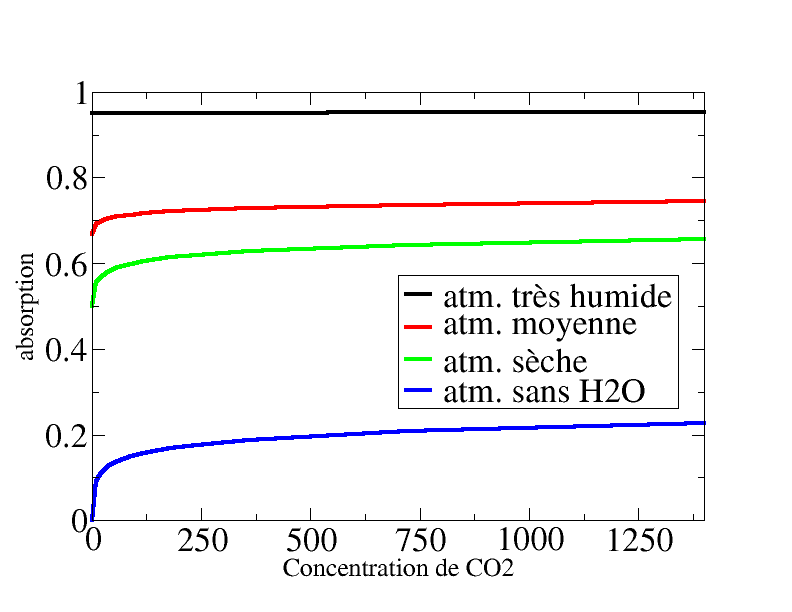 1
0.8
0.6
0.4
0.2
0
absorption
atm. très humide
atm. moyenne
atm. sèche
atm. sans H2O
0 250 500 750 1000 1250
Concentration de CO2